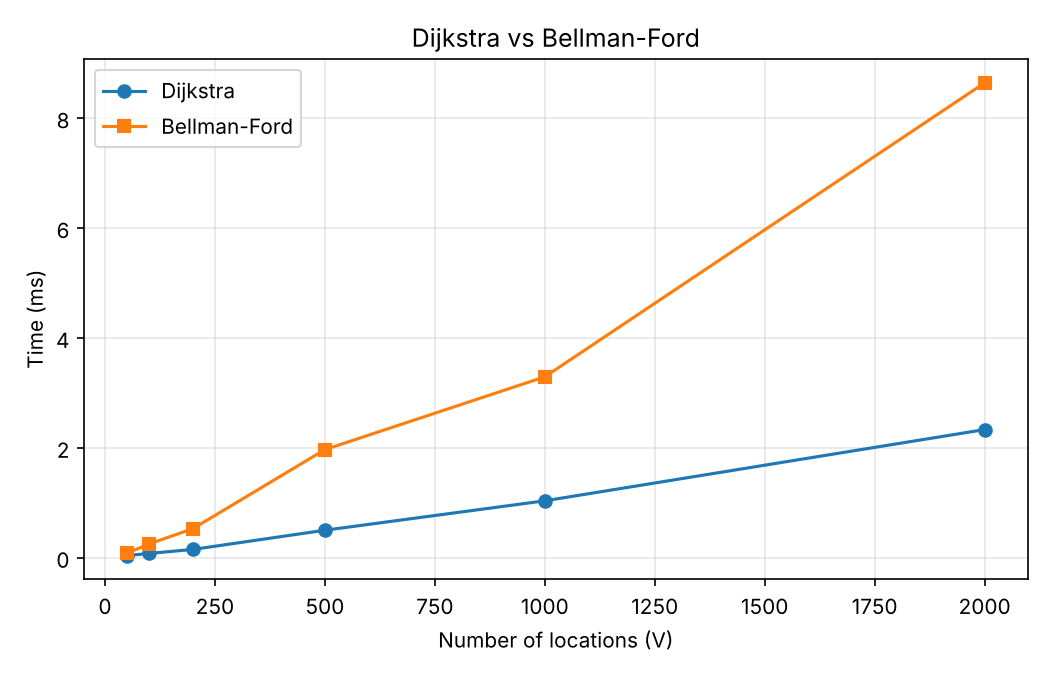 Dijkstra vs Bellman-Ford
Dijkstra
Bellman-Ford
8
6
4
2
0
Time (ms)
0 250 500 750 1000 1250 1500 1750 2000
Number of locations (V)